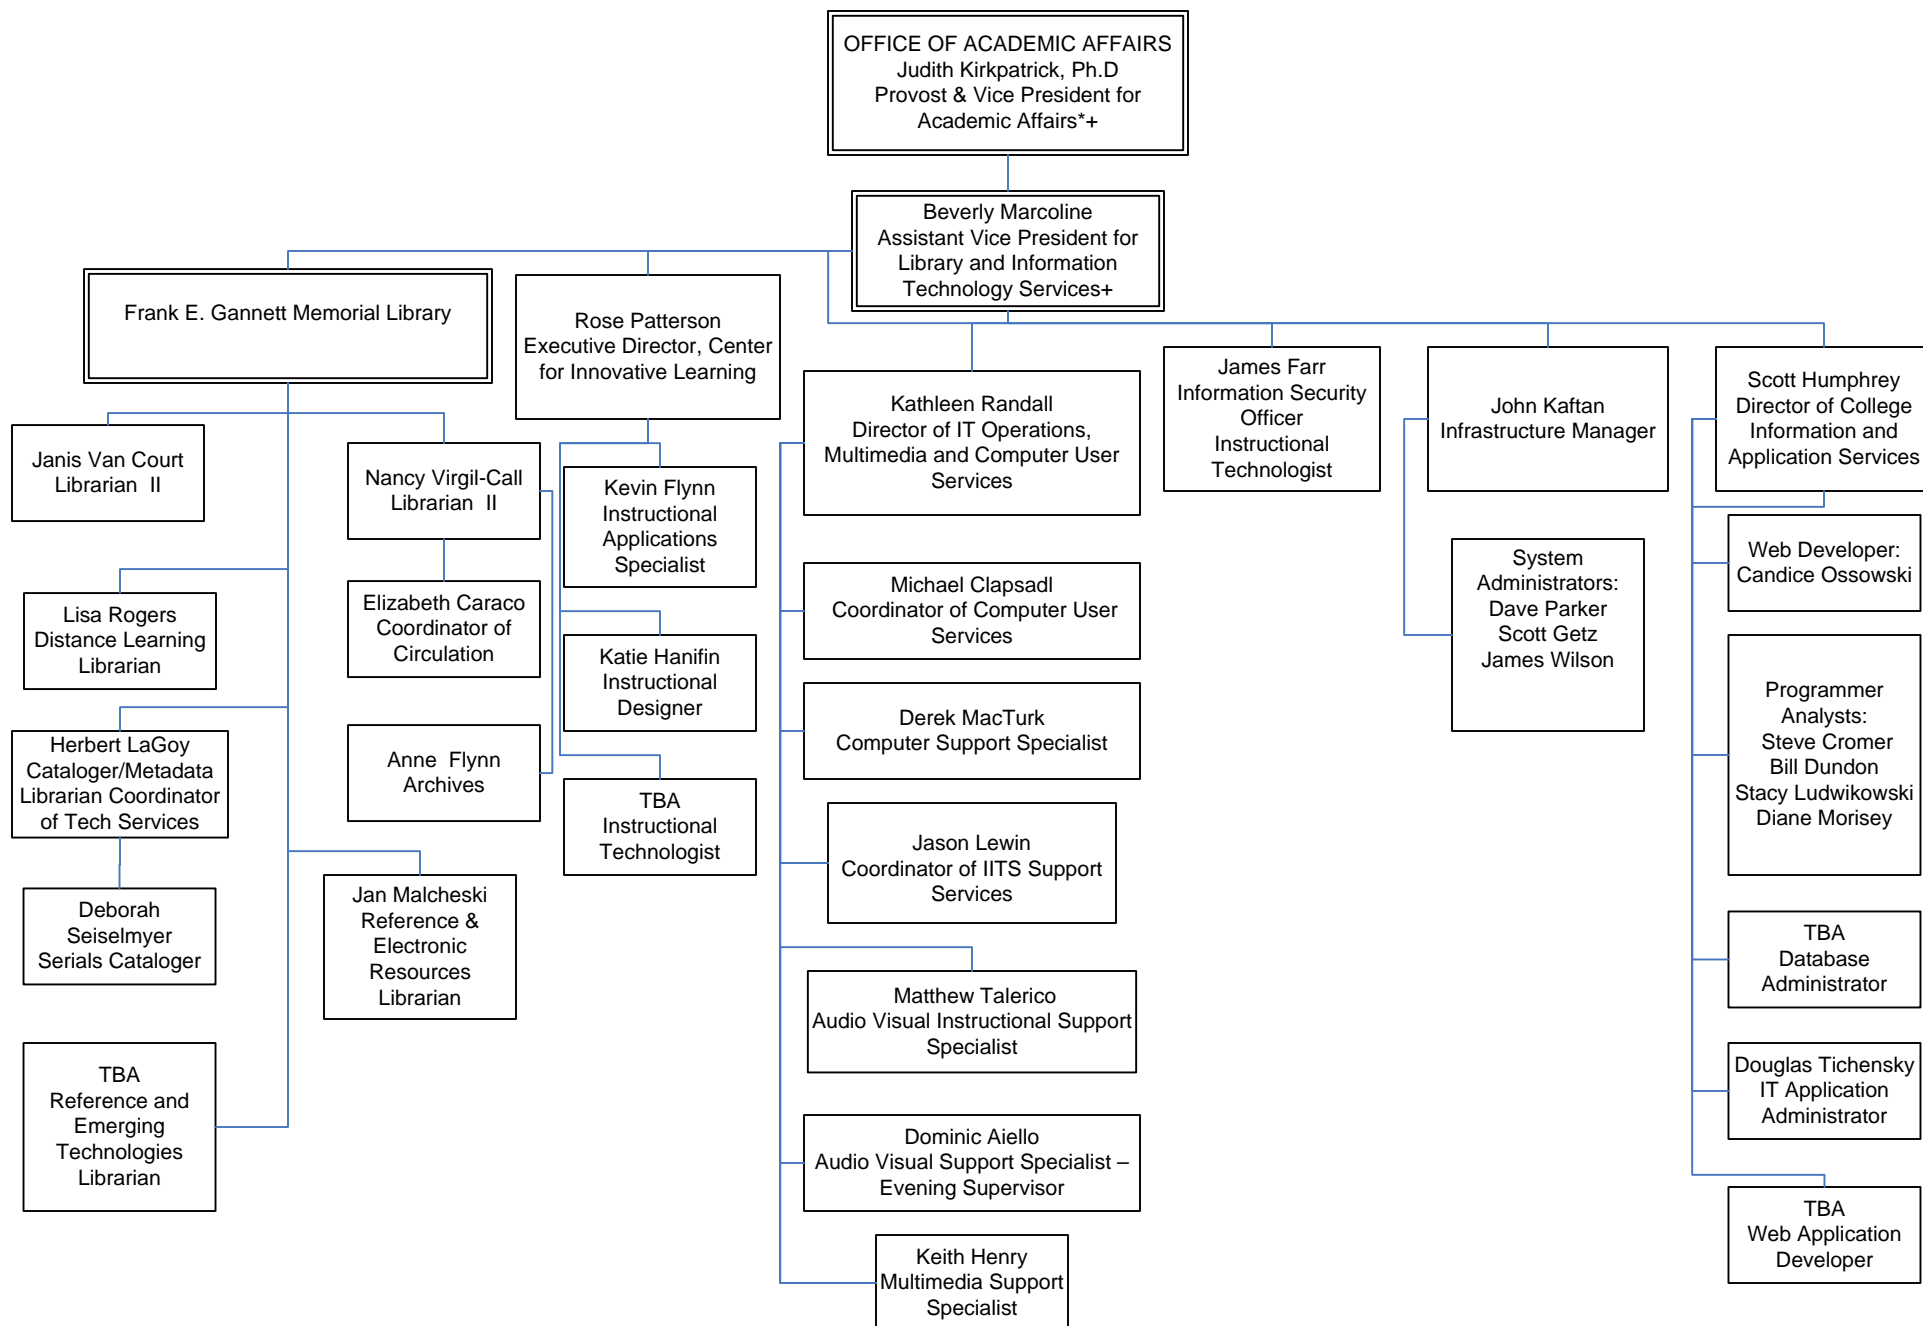 OFFICE OF ACADEMIC AFFAIRS
Judith Kirkpatrick, Ph.D
Provost & Vice President for
Academic Affairs*+
Beverly Marcoline
Assistant Vice President for
Library and Information
Technology Services+
Frank E. Gannett Memorial Library
Rose Patterson
Executive Director, Center
for Innovative Learning
Kathleen Randall
Director of IT Operations,
Multimedia and Computer User
Services
James Farr
Information Security
Officer
Instructional
Technologist
John Kaftan
Infrastructure Manager
Scott Humphrey
Director of College
Information and
Application Services
Janis Van Court
Librarian II
Nancy Virgil-Call
Librarian II
Kevin Flynn
Instructional
Applications
Specialist
Lisa Rogers
Distance Learning
Librarian
Elizabeth Caraco
Coordinator of
Circulation
Katie Hanifin
Instructional
Designer
Michael Clapsadl
Coordinator of Computer User
Services
System
Administrators:
Dave Parker
Scott Getz
James Wilson
Web Developer:
Candice Ossowski
Herbert LaGoy
Cataloger/Metadata
Librarian Coordinator
of Tech Services
Anne Flynn
Archives
TBA
Instructional
Technologist
Derek MacTurk
Computer Support Specialist
Programmer
Analysts:
Steve Cromer
Bill Dundon
Stacy Ludwikowski
Diane Morisey
Deborah
Seiselmyer
Serials Cataloger
Jan Malcheski
Reference &
Electronic
Resources
Librarian
Jason Lewin
Coordinator of IITS Support
Services
TBA
Database
Administrator
TBA
Reference and
Emerging
Technologies
Librarian
Matthew Talerico
Audio Visual Instructional Support
Specialist
Douglas Tichensky
IT Application
Administrator
Dominic Aiello
Audio Visual Support Specialist –
Evening Supervisor
TBA
Web Application
Developer
Keith Henry
Multimedia Support
Specialist